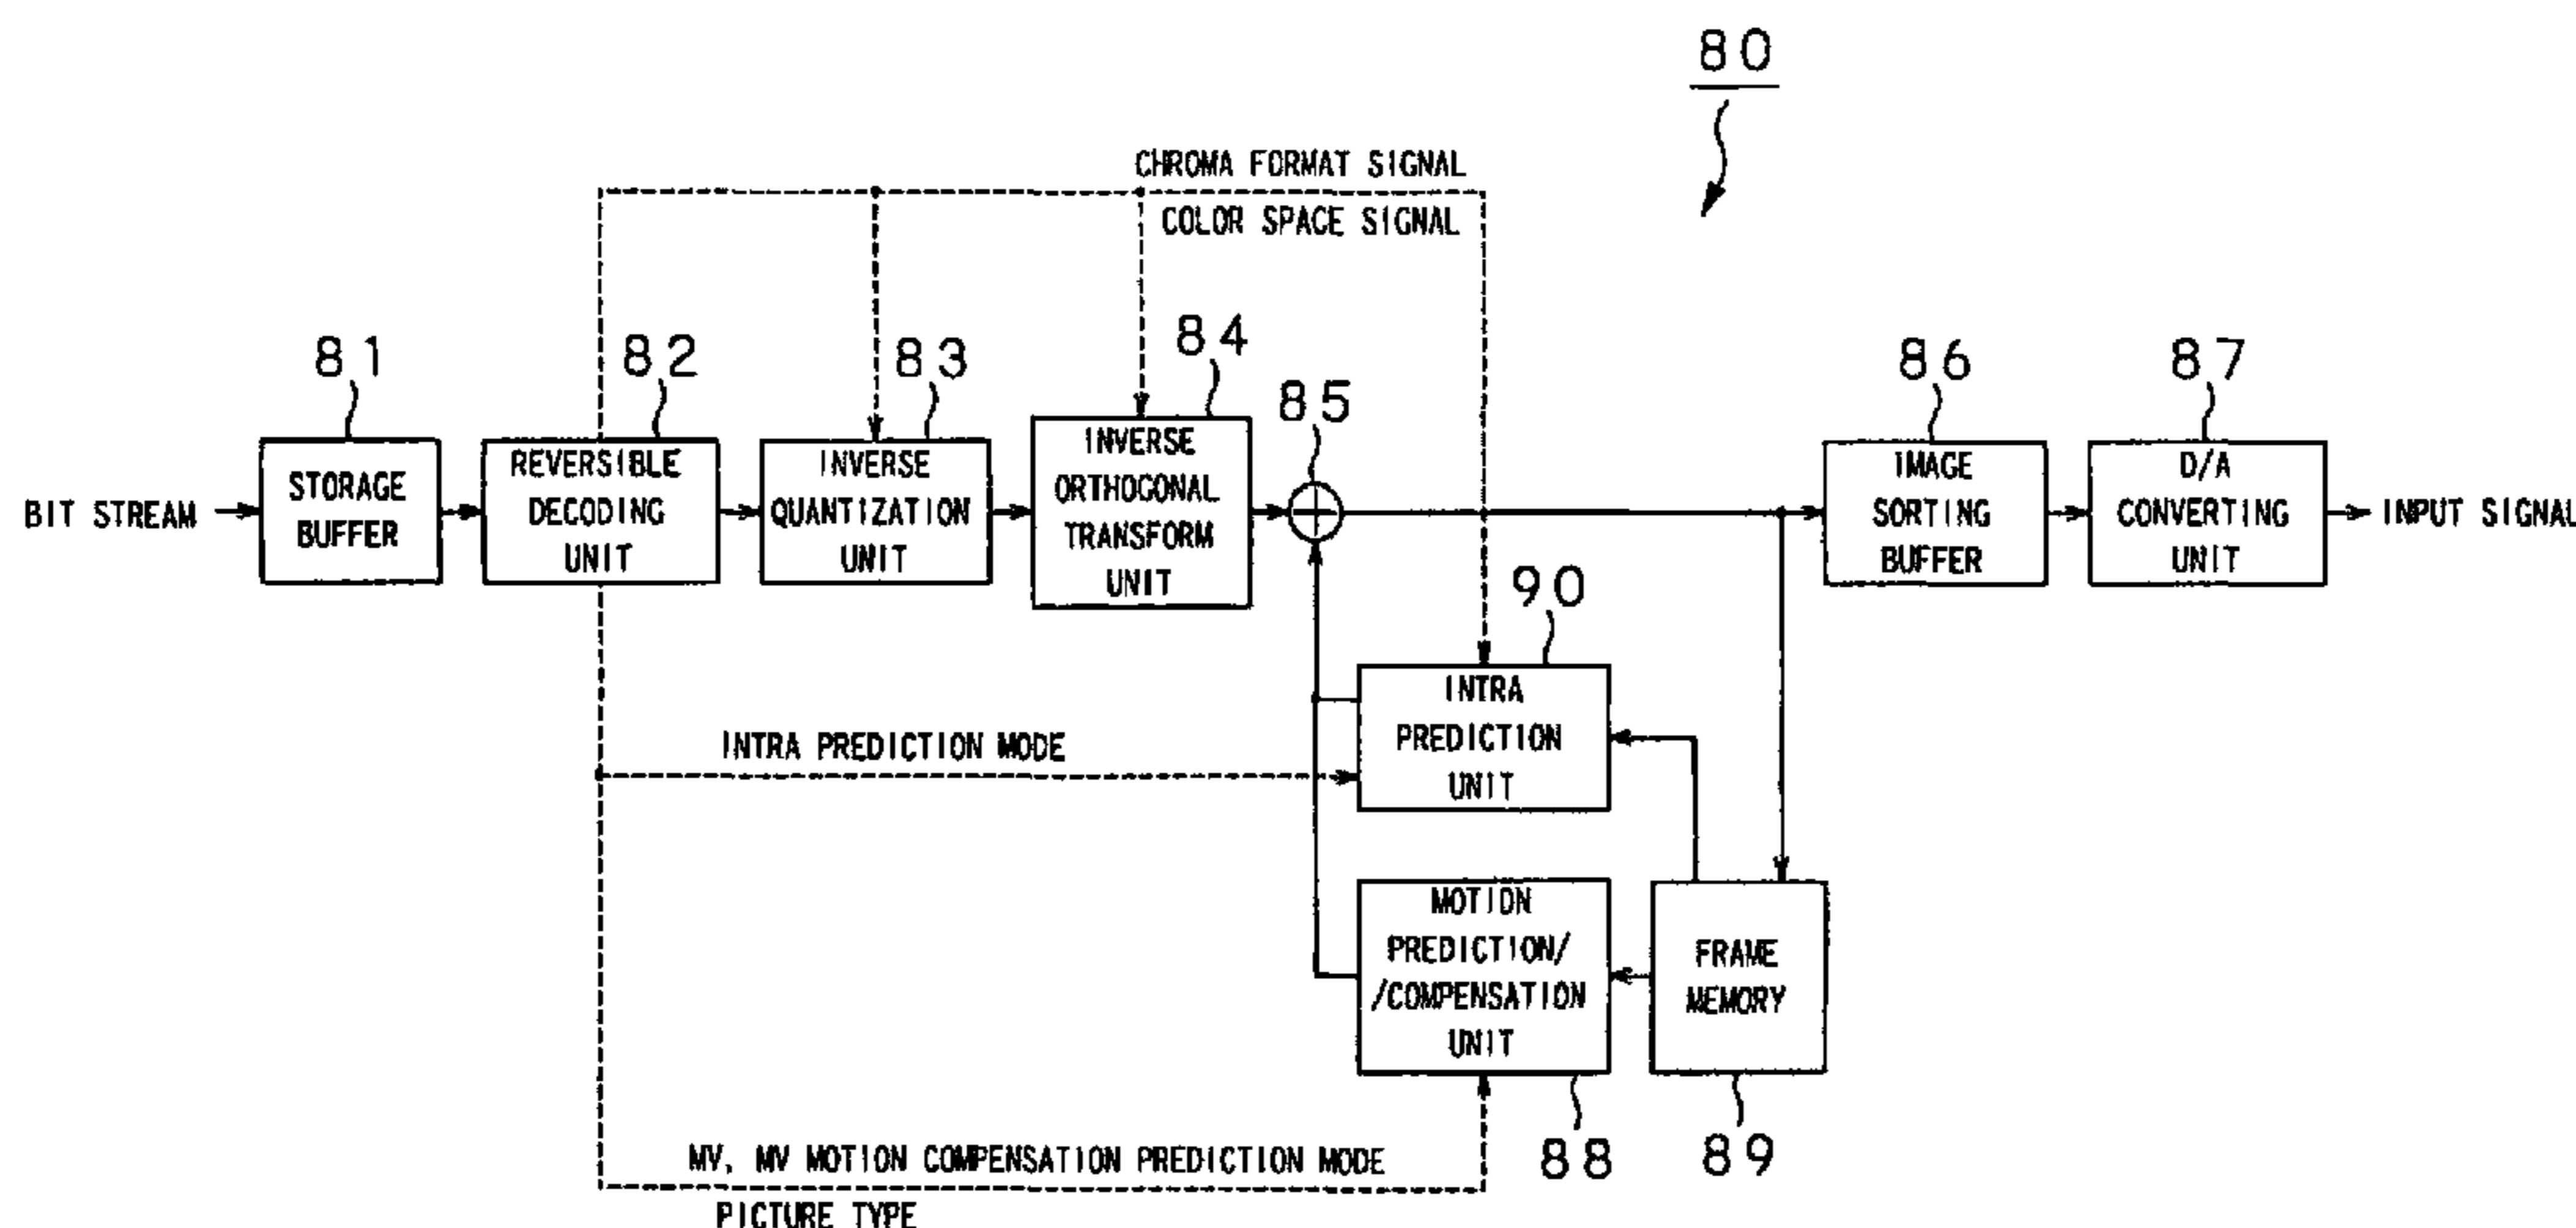 80
CHROMA FORMAT SIGNAL
COLOR SPACE SIGNAL
81
82
83
84
85
86
87
BIT STREAM
STORAGE
BUFFER
REVERSIBLE
DECODING
UNIT
INVERSE
QUANTIZATION
UNIT
INVERSE
ORTHOGONAL
TRANSFORM
UNIT
IMAGE
SORTING
BUFFER
D/A
CONVERTING
UNIT
INPUT SIGNAL
90
INTRA
PREDICTION
UNIT
INTRA PREDICTION MODE
MOTION
PREDICTION/
/COMPENSATION
UNIT
FRAME
MEMORY
88
89
MV, MV MOTION COMPENSATION PREDICTION MODE
PICTURE TYPE